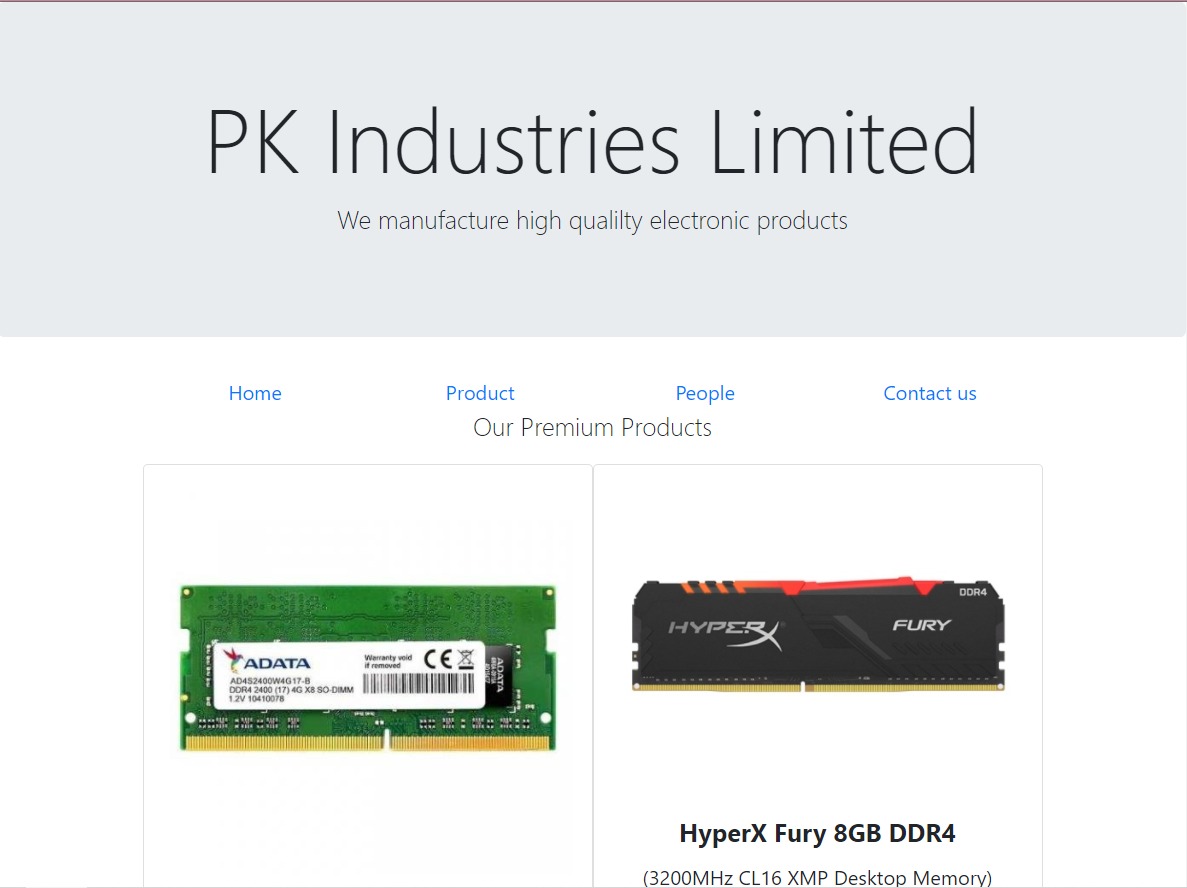 PK Industries Limited
We manufacture high qualilty electronic products
Home Product People Contact us
Our Premium Products
ADATA
Warranty void
if removed
AD4S2400W4G17-B
DDR4 2400 (17) 4G X8 SO-DIMM
1.2V 10410078
ADATA
DDR4
HYPERX
FURY
HyperX Fury 8GB DDR4
(3200MHz CL16 XMP Desktop Memory)